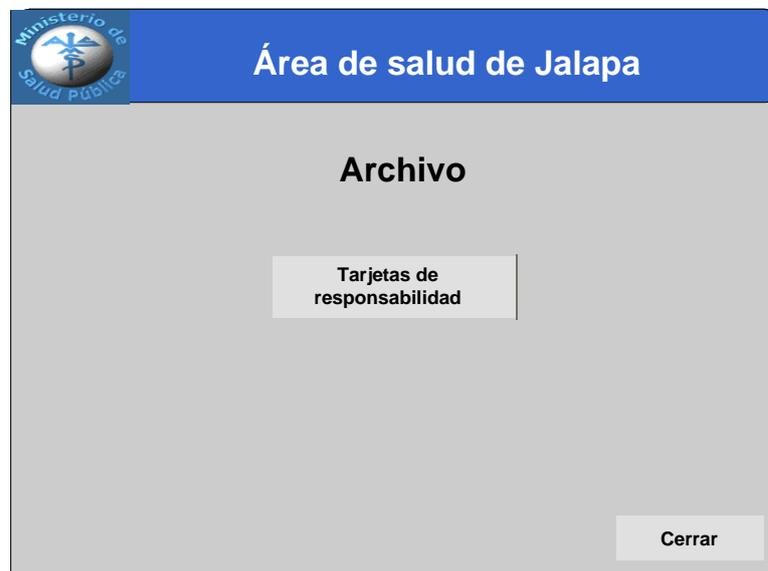 Ministerio de
Salud Pública
Área de salud de Jalapa
Archivo
Tarjetas de
responsabilidad
Cerrar